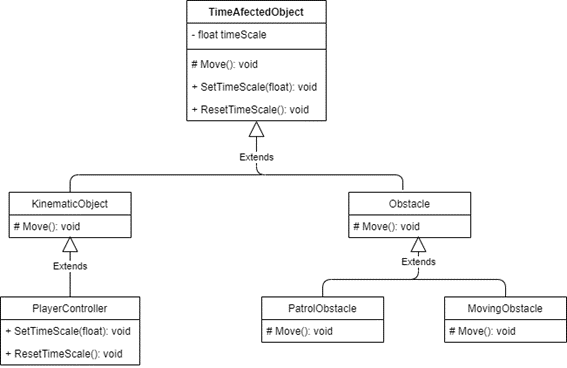 TimeAfectedObject
- float timeScale
# Move(): void
+ SetTimeScale(float): void
+ ResetTimeScale(): void
Extends
KinematicObject
# Move(): void
Obstacle
# Move(): void
Extends
Extends
PlayerController
+ SetTimeScale(float): void
+ ResetTimeScale(): void
PatrolObstacle
# Move(): void
MovingObstacle
# Move(): void